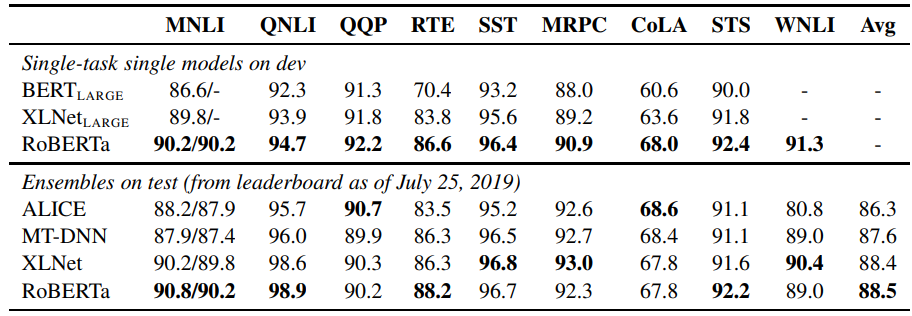 MNLI QNLI QQP RTE SST MRPC CoLA STS WNLI Avg
Single-task single models on dev
BERTLARGE 86.6/- 92.3 91.3 70.4 93.2 88.0 60.6 90.0 - -
XLNetLARGE 89.8/- 93.9 91.8 83.8 95.6 89.2 63.6 91.8 - -
RoBERTa 90.2/90.2 94.7 92.2 86.6 96.4 90.9 68.0 92.4 91.3 -
Ensembles on test (from leaderboard as of July 25, 2019)
ALICE 88.2/87.9 95.7 90.7 83.5 95.2 92.6 68.6 91.1 80.8 86.3
MT-DNN 87.9/87.4 96.0 89.9 86.3 96.5 92.7 68.4 91.1 89.0 87.6
XLNet 90.2/89.8 98.6 90.3 86.3 96.8 93.0 67.8 91.6 90.4 88.4
RoBERTa 90.8/90.2 98.9 90.2 88.2 96.7 92.3 67.8 92.2 89.0 88.5